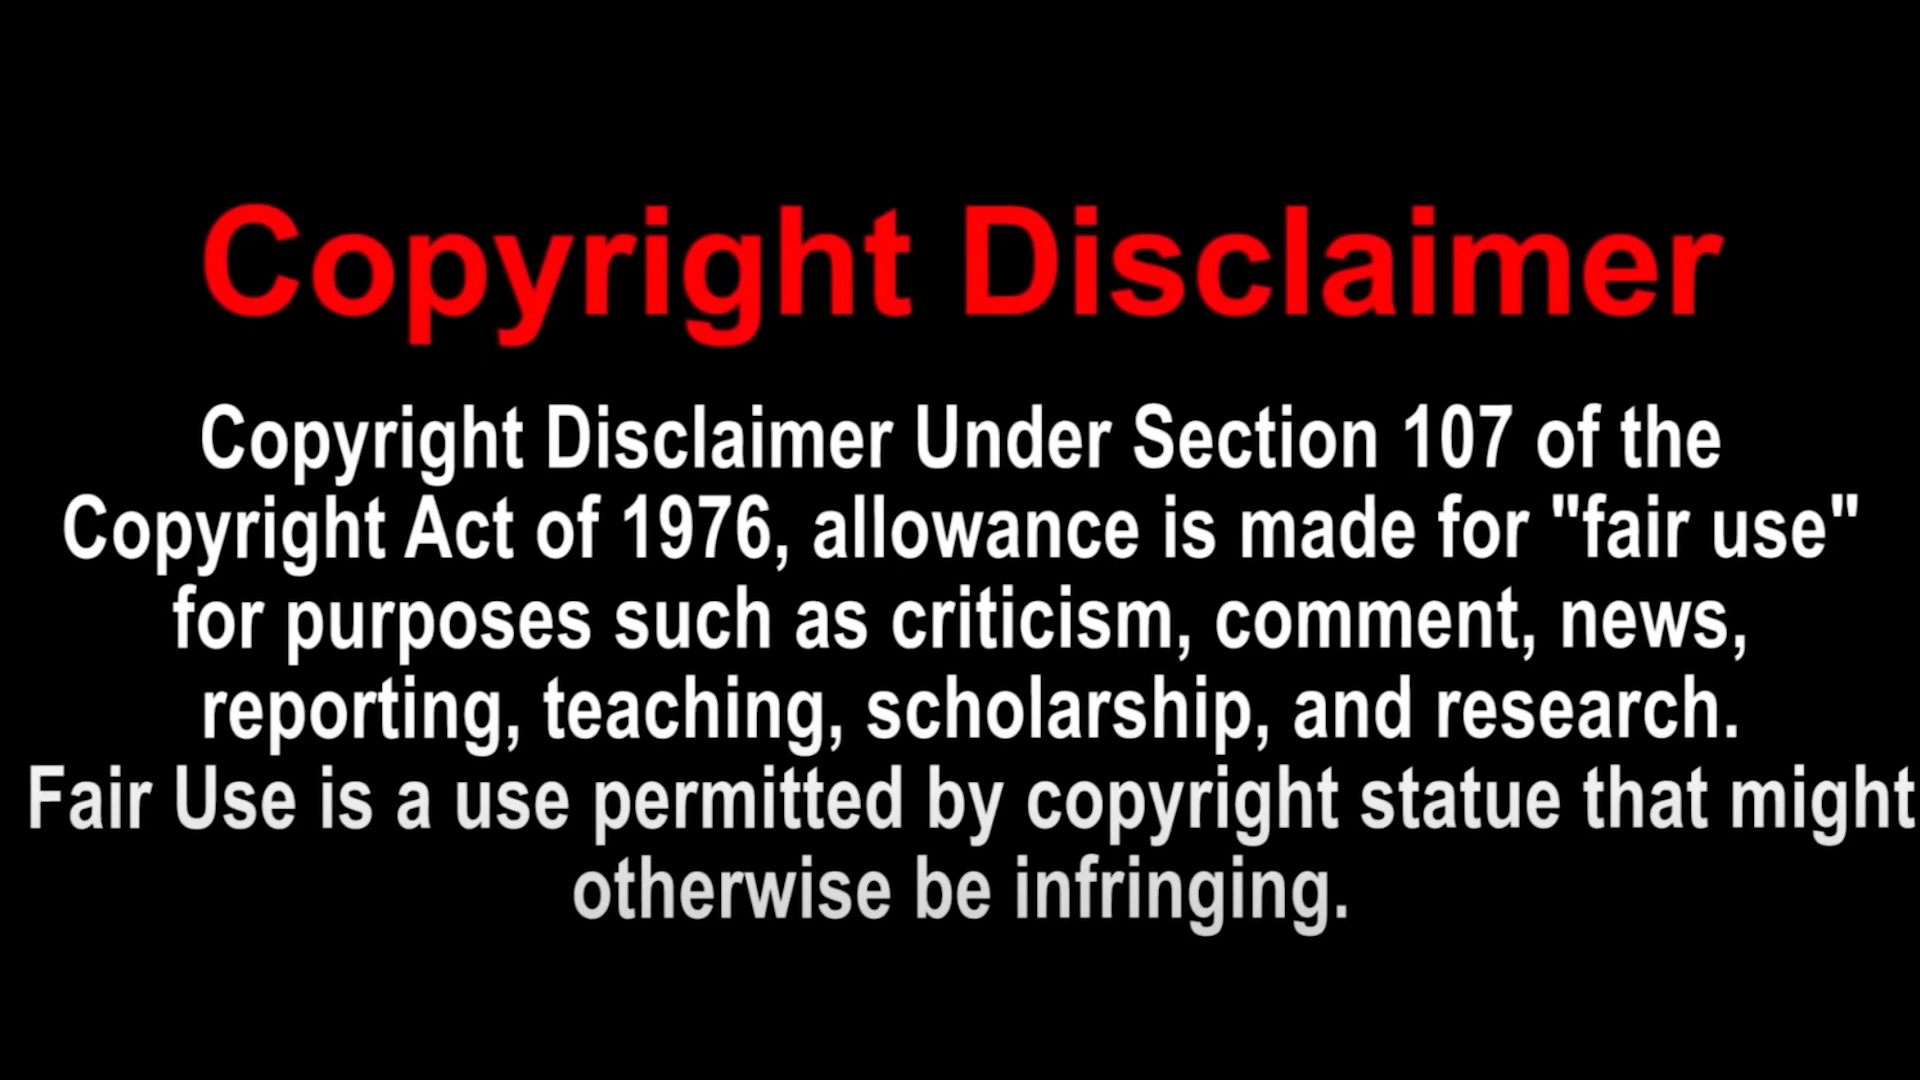 Copyright Disclaimer
Copyright Disclaimer Under Section 107 of the
Copyright Act of 1976, allowance is made for "fair use"
for purposes such as criticism, comment, news,
reporting, teaching, scholarship, and research.
Fair Use is a use permitted by copyright statue that might
otherwise be infringing.